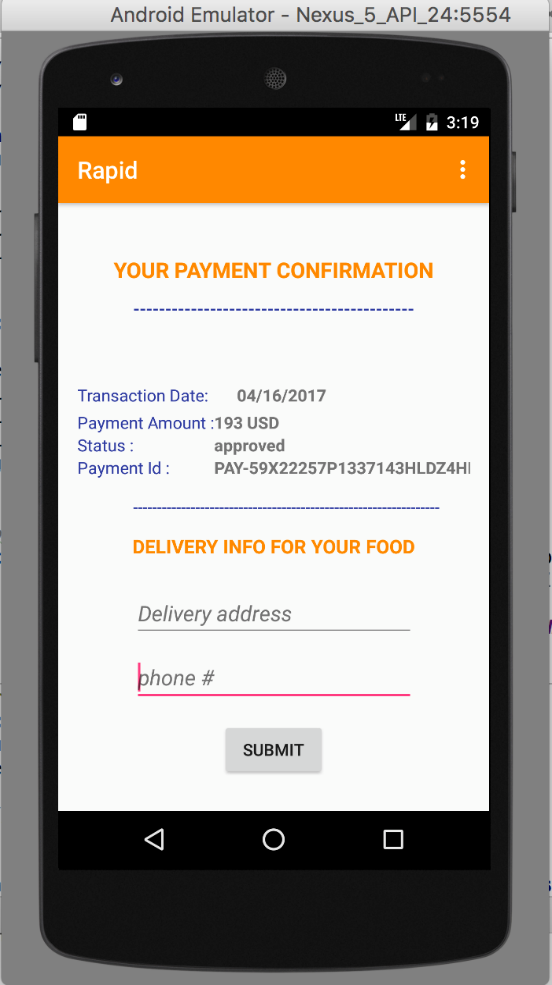 Android Emulator - Nexus_5_API_24:5554
LTE 3:19
Rapid
YOUR PAYMENT CONFIRMATION
--------------------------------------------
Transaction Date: 04/16/2017
Payment Amount :193 USD
Status : approved
Payment Id : PAY-59X22257P1337143HLDZ4H
----------------------------------------------------------------
DELIVERY INFO FOR YOUR FOOD
Delivery address
phone #
SUBMIT